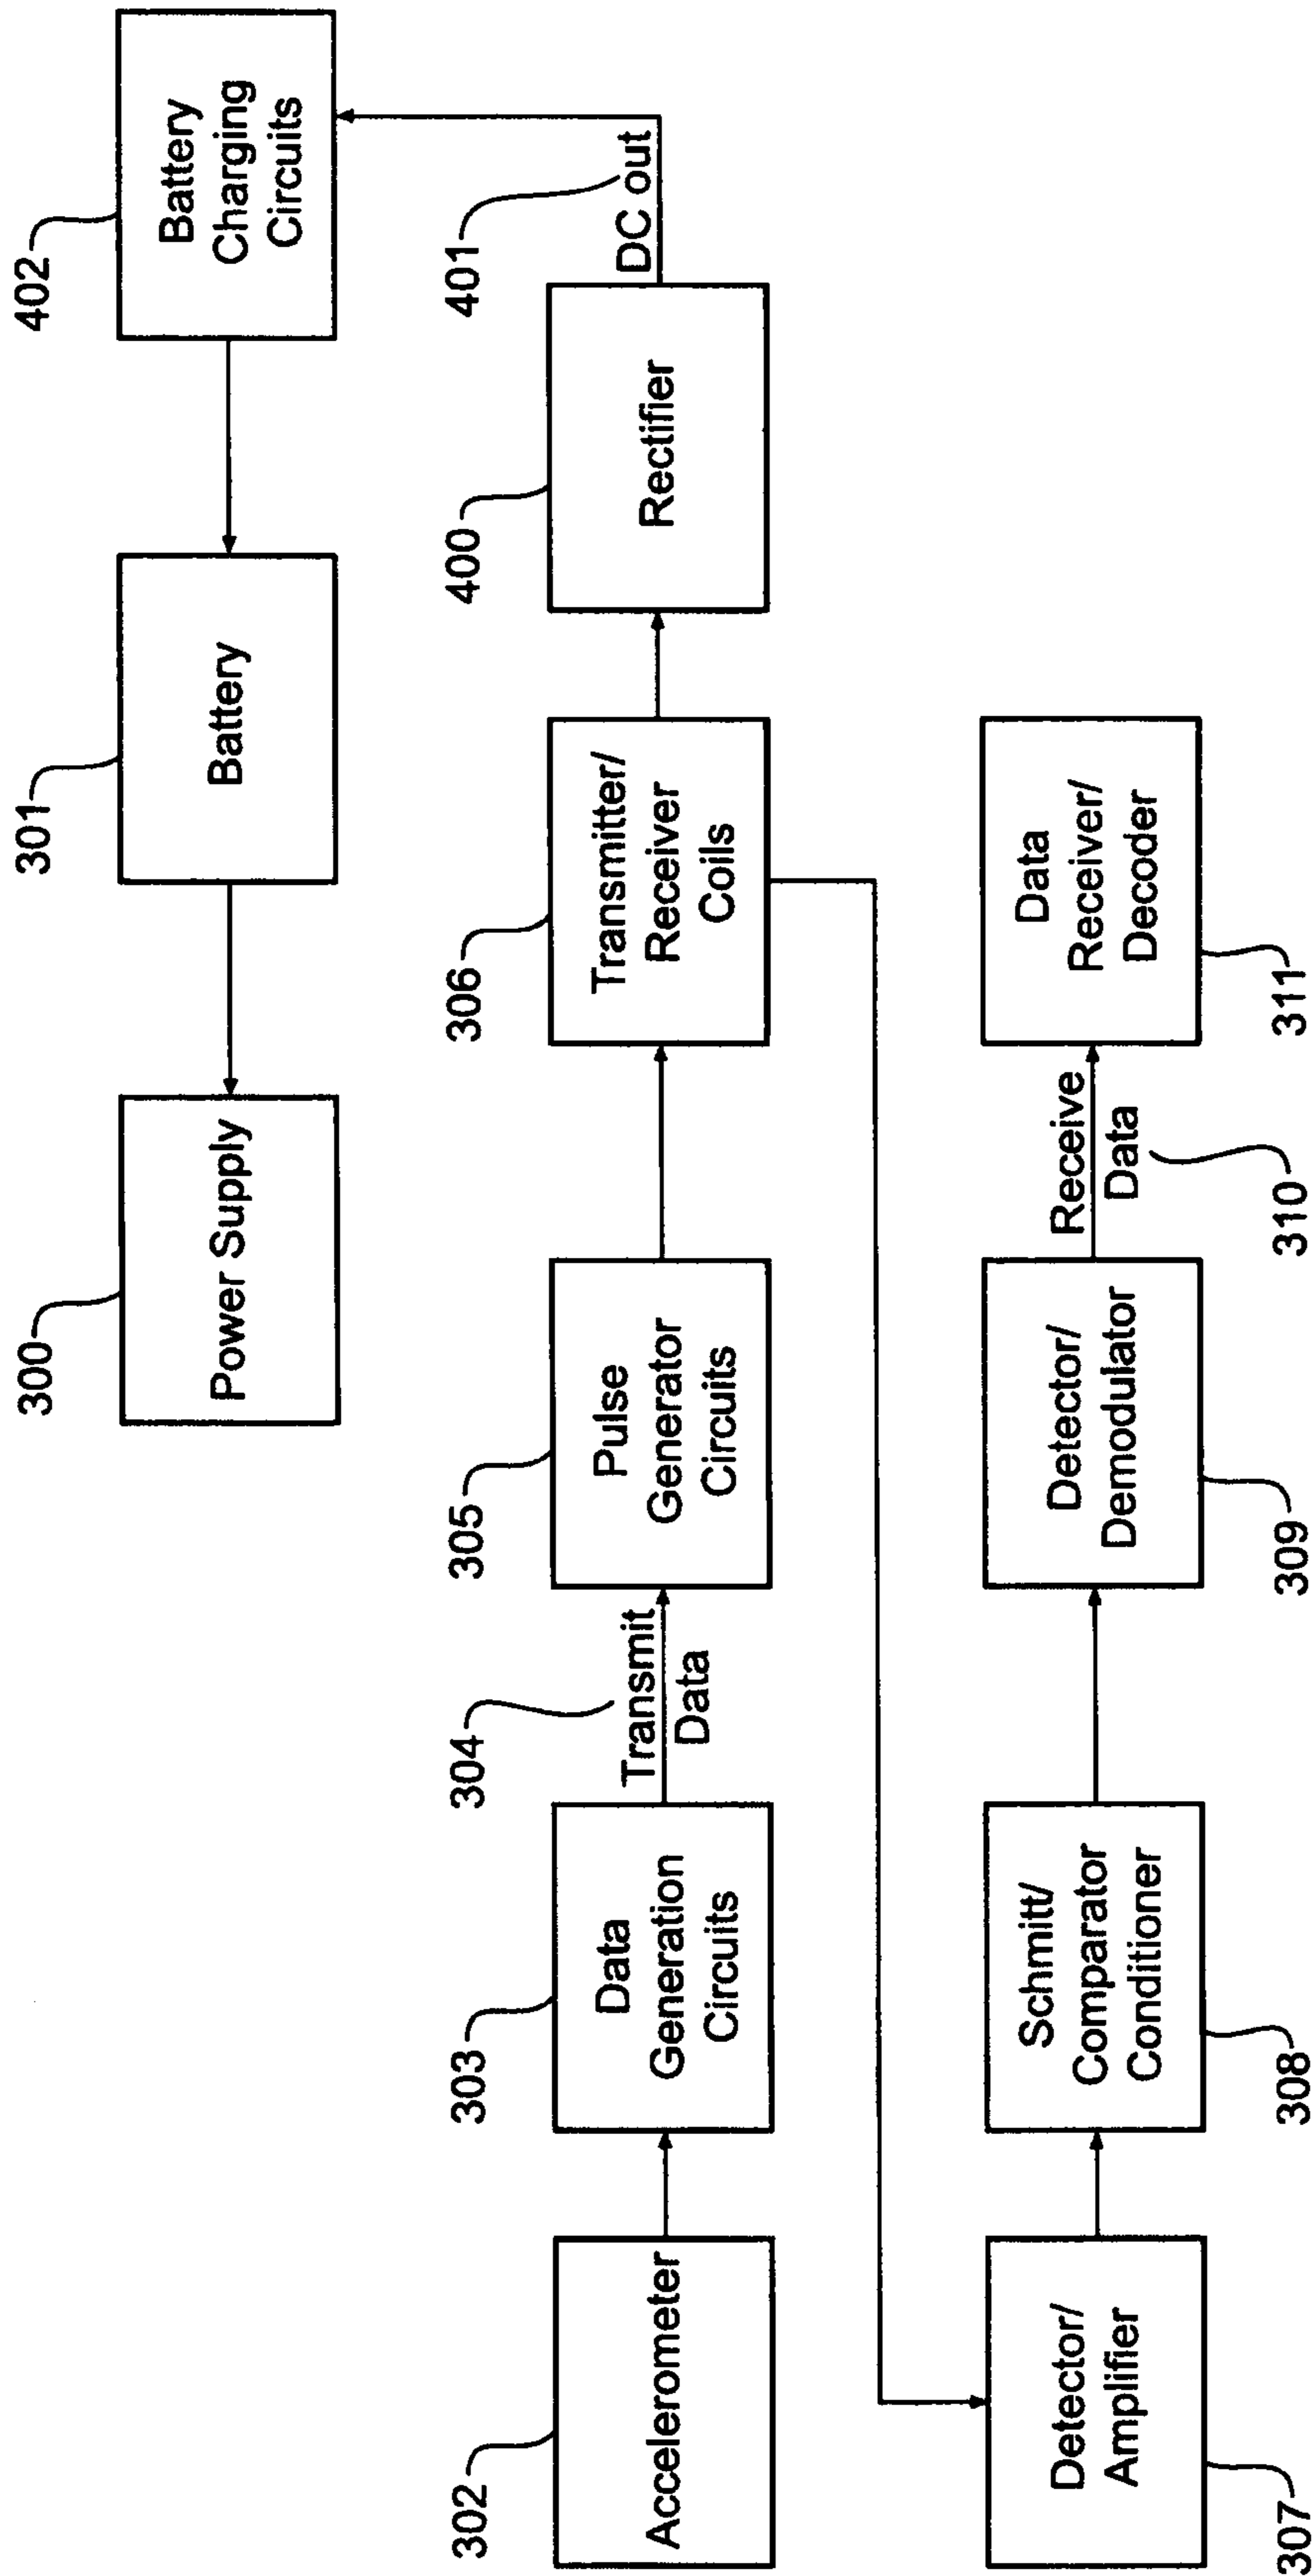 300
Power Supply
301
Battery
402
Battery
Charging
Circuits
302
Accelerometer
303
Data
Generation
Circuits
304
Transmit
Data
305
Pulse
Generator
Circuits
306
Transmitter/
Receiver
Coils
400
Rectifier
401
DC out
Detector/
Amplifier
307
Schmitt/
Comparator
Conditioner
308
Detector/
Demodulator
309
Receive
Data
310
Data
Receiver/
Decoder
311